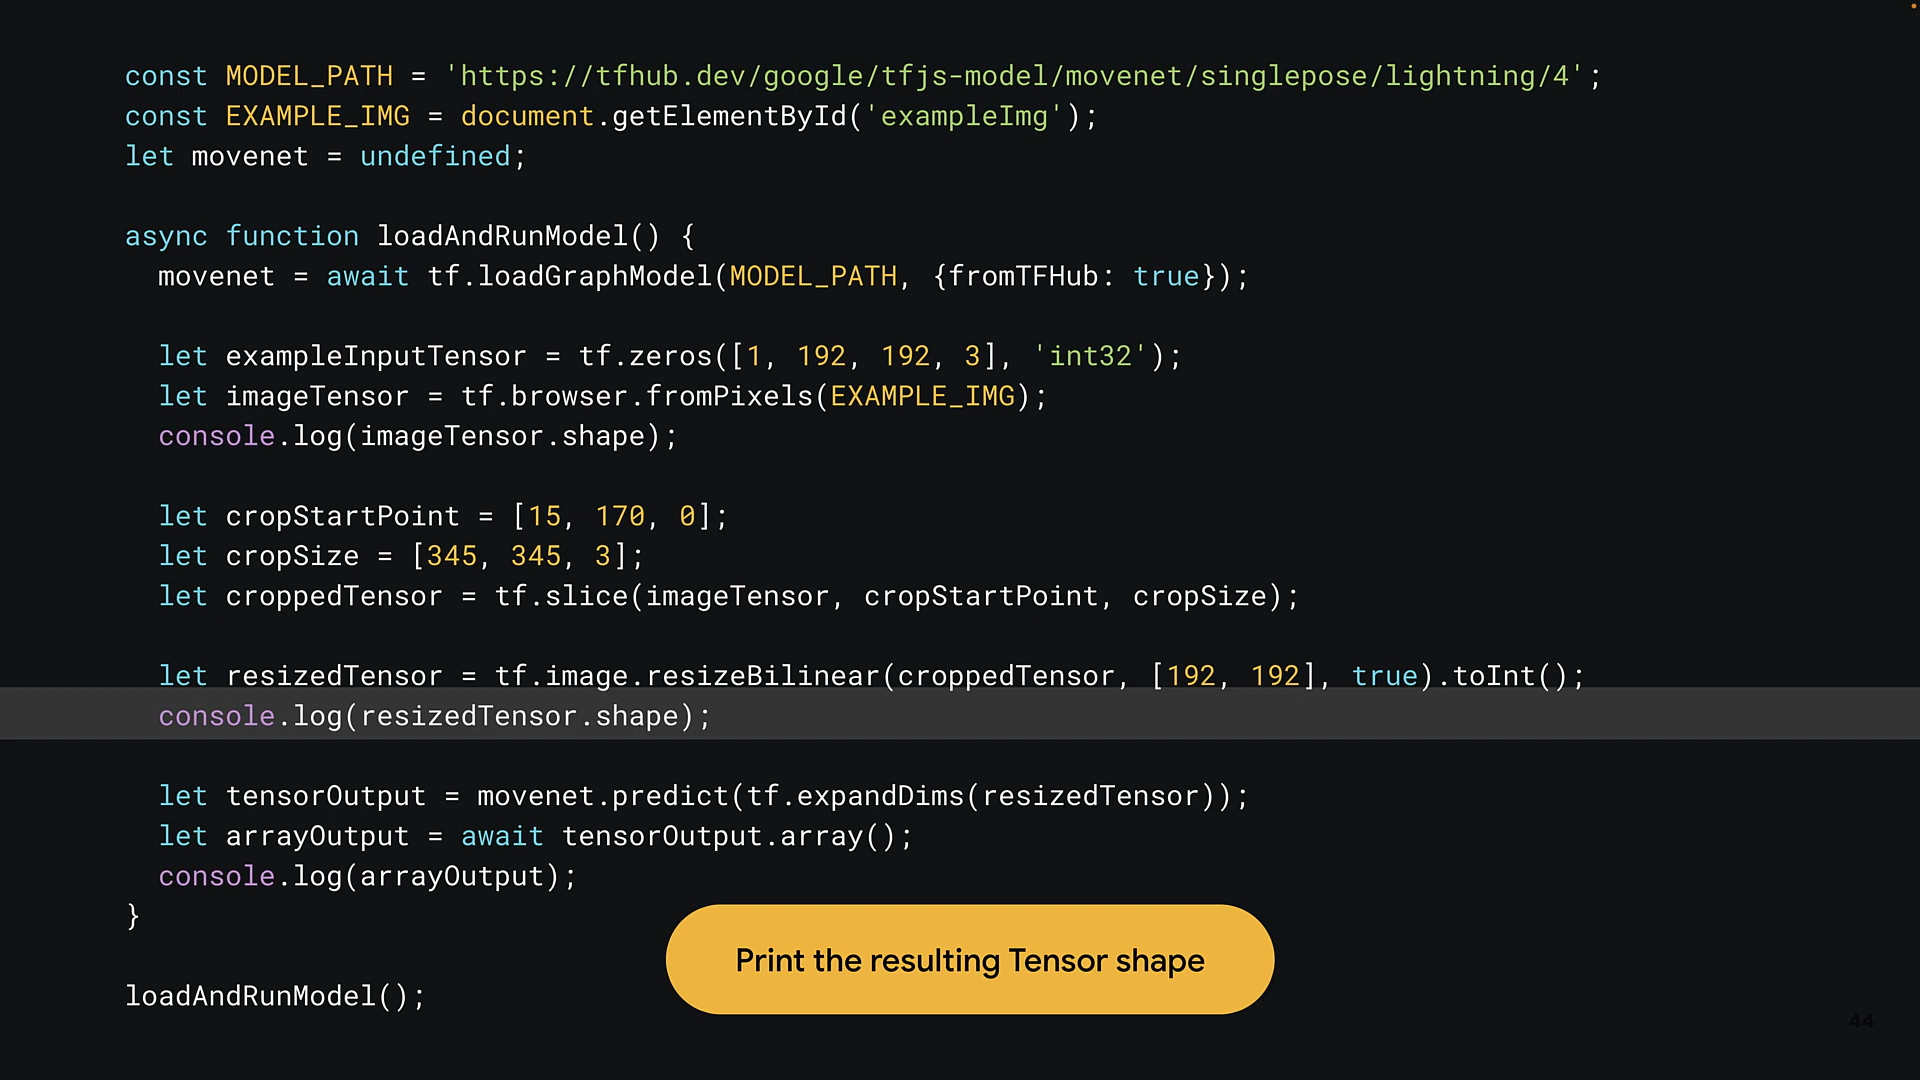 const MODEL_PATH = 'https://tfhub.dev/google/tfjs-model/movenet/singlepose/lightning/4';
const EXAMPLE_IMG = document.getElementById('exampleImg');
let movenet = undefined;
async function loadAndRunModel() {
movenet = await tf.loadGraphModel(MODEL_PATH, {fromTFHub: true});
let exampleInputTensor = tf.zeros([1, 192, 192, 3], 'int32');
let imageTensor = tf.browser.fromPixels(EXAMPLE_IMG);
console.log(imageTensor.shape);
let cropStartPoint = [15, 170, 0];
let cropSize = [345, 345, 3];
let croppedTensor = tf.slice(imageTensor, cropStartPoint, cropSize);
let resizedTensor = tf.image.resizeBilinear(croppedTensor, [192, 192], true).toInt();
console.log(resizedTensor.shape);
let tensorOutput = movenet.predict(tf.expandDims(resizedTensor));
let arrayOutput = await tensorOutput.array();
console.log(arrayOutput);
}
Print the resulting Tensor shape
loadAndRunModel();
44